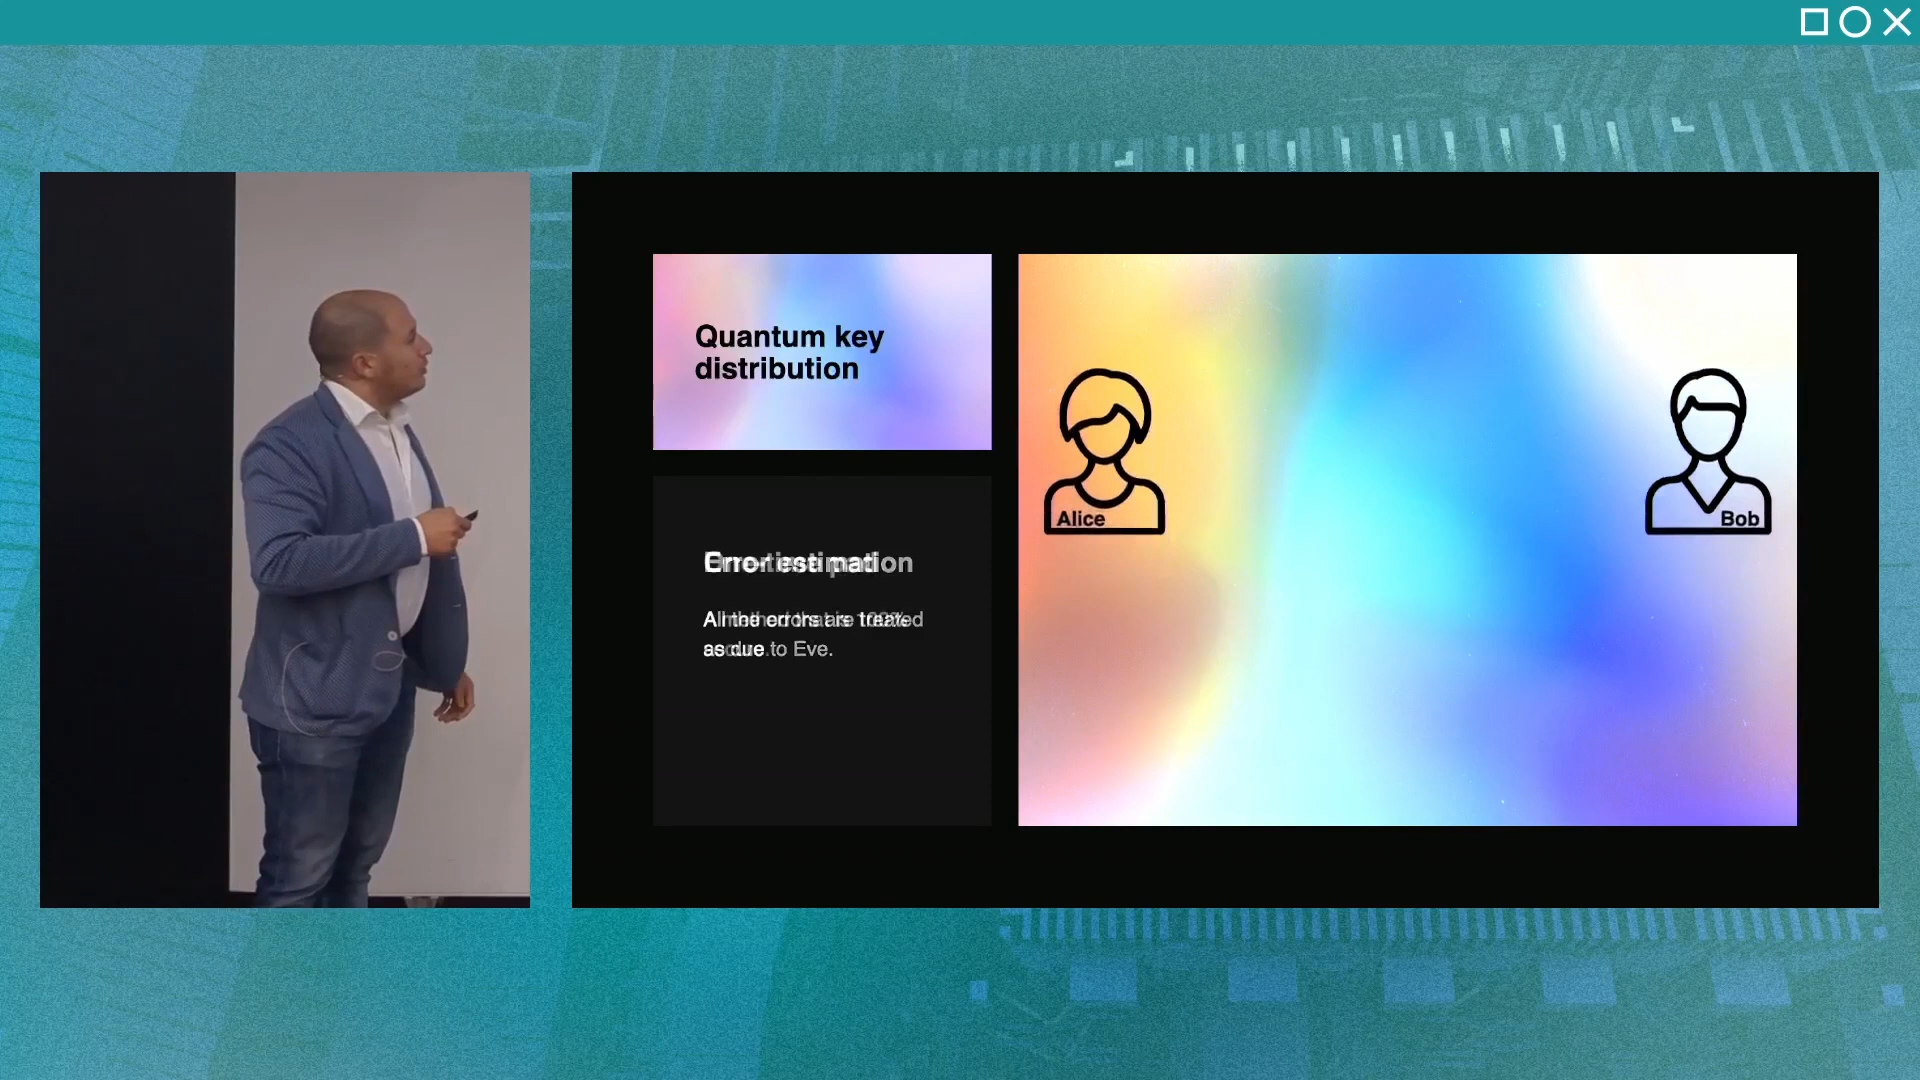 Quantum key
distribution
Error estimation
All the errors are treated
as due to Eve.
Alice
Bob